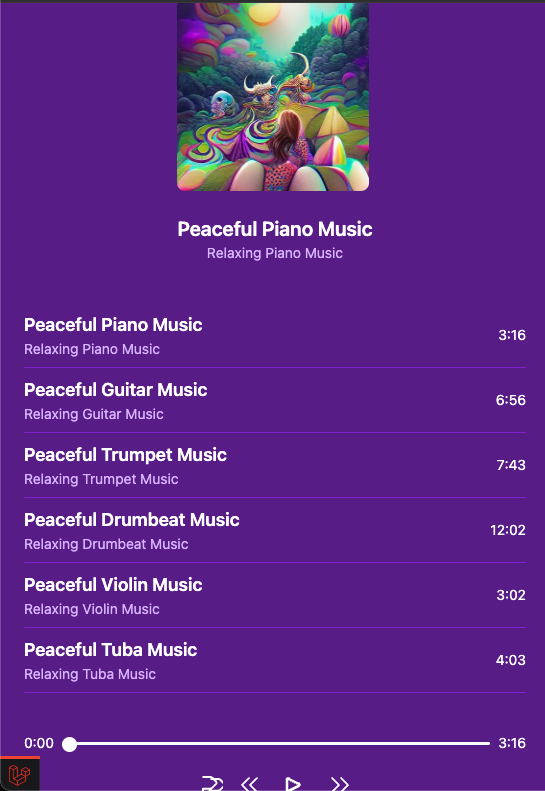 Peaceful Piano Music
Relaxing Piano Music
Peaceful Piano Music
3:16
Relaxing Piano Music
Peaceful Guitar Music
6:56
Relaxing Guitar Music
Peaceful Trumpet Music
7:43
Relaxing Trumpet Music
Peaceful Drumbeat Music
12:02
Relaxing Drumbeat Music
Peaceful Violin Music
3:02
Relaxing Violin Music
Peaceful Tuba Music
4:03
Relaxing Tuba Music
0:00 3:16